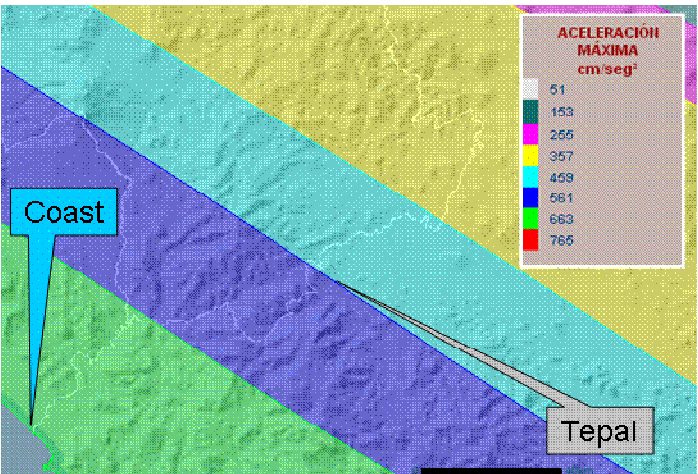 ACELERACIÓN
MÁXIMA
cm/seg²
51
153
255
357
459
561
663
765
Coast
Tepal